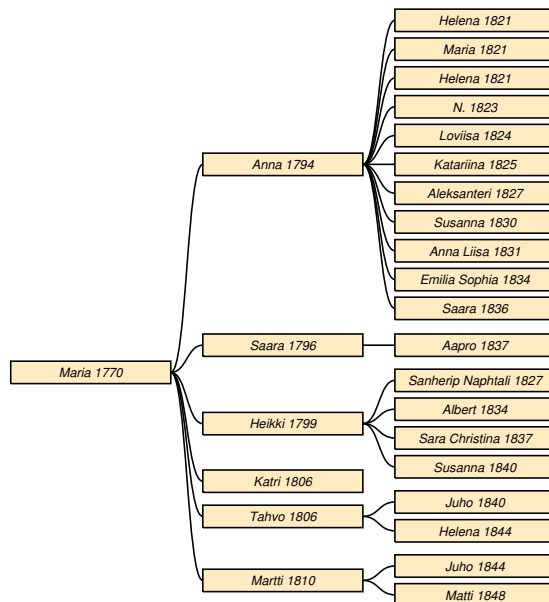 Maria 1770
Anna 1794
Helena 1821
Maria 1821
Helena 1821
N. 1823
Loviisa 1824
Katariina 1825
Aleksanteri 1827
Susanna 1830
Anna Liisa 1831
Emilia Sophia 1834
Saara 1836
Saara 1796
Aapro 1837
Heikki 1799
Sanherip Naphtali 1827
Albert 1834
Sara Christina 1837
Susanna 1840
Katri 1806
Tahvo 1806
Juho 1840
Helena 1844
Martti 1810
Juho 1844
Matti 1848